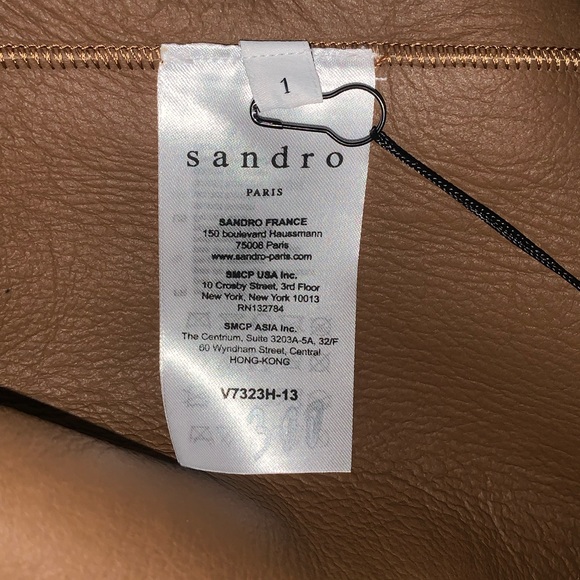 1
sandro
PARIS
SANDRO FRANCE
150 boulevard Haussmann
75008 Paris
www.sandro-paris.com
SMCP USA Inc.
10 Crosby Street, 3rd Floor
New York, New York 10013
RN132784
SMCP ASIA Inc.
The Centrium, Suite 3203A-5A, 32/F
60 Wyndham Street, Central
HONG-KONG
V7323H-13